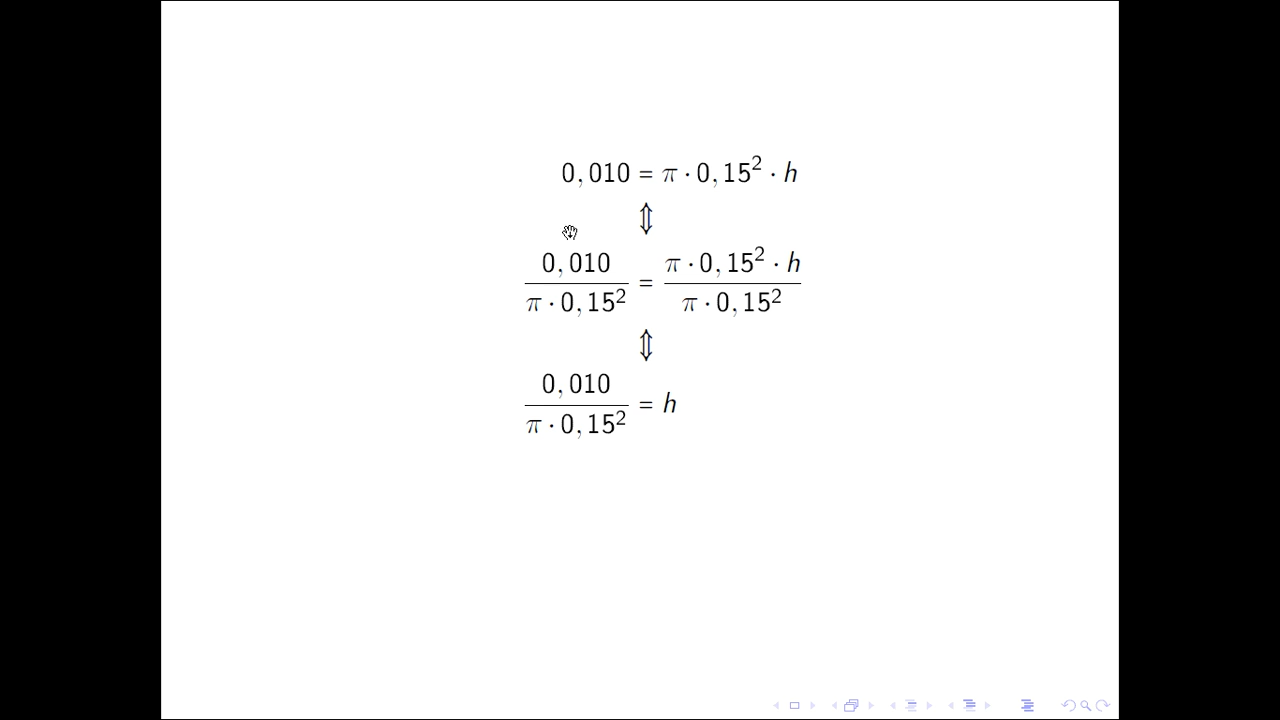 0,010 = π · 0,15² · h
⇕
0,010 / π · 0,15² = π · 0,15² · h / π · 0,15²
⇕
0,010 / π · 0,15² = h